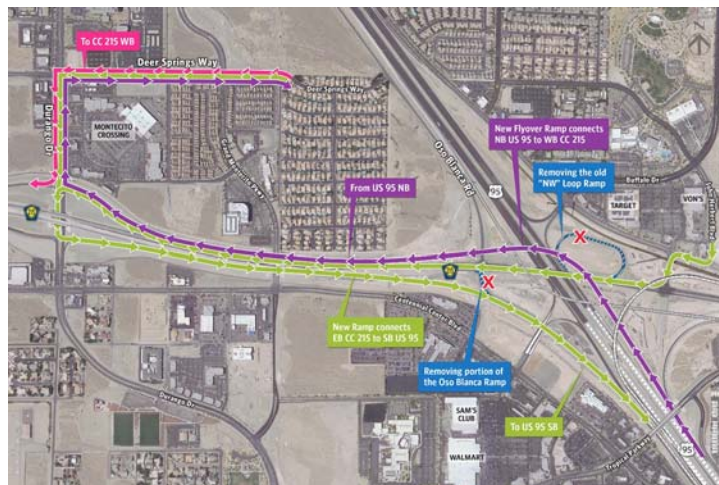 To CC 215 WB
Deer Springs Way
Deer Springs Way
Durango Dr
MONTECITO
CROSSING
Grand Montecito Pkwy
Oso Blanca Rd
New Flyover Ramp connects
NB US 95 to WB CC 215
95
Removing the old
"NW" Loop Ramp
Buffalo Dr
TARGET
VON'S
From US 95 NB
X
X
New Ramp connects
EB CC 215 to SB US 95
Centennial Center Blvd
Removing portion of
the Oso Blanca Ramp
Durango Dr
SAM'S
CLUB
WALMART
To US 95 SB
Tropical Parkway
95